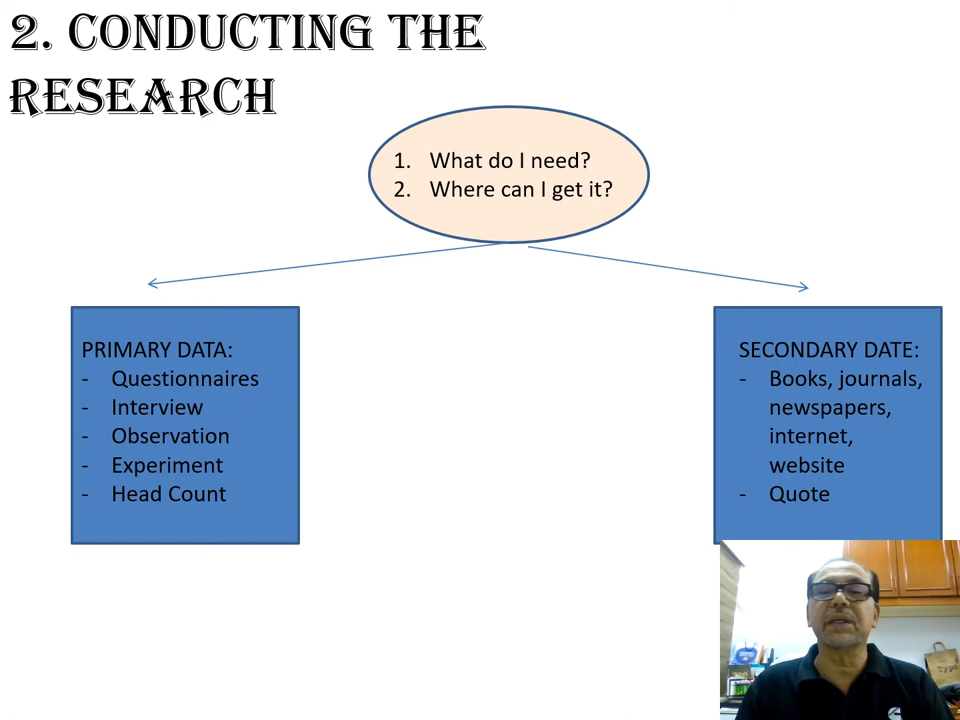 2. CONDUCTING THE
RESEARCH
1. What do I need?
2. Where can I get it?
PRIMARY DATA:
- Questionnaires
- Interview
- Observation
- Experiment
- Head Count
SECONDARY DATE:
- Books, journals,
newspapers,
internet,
website
- Quote